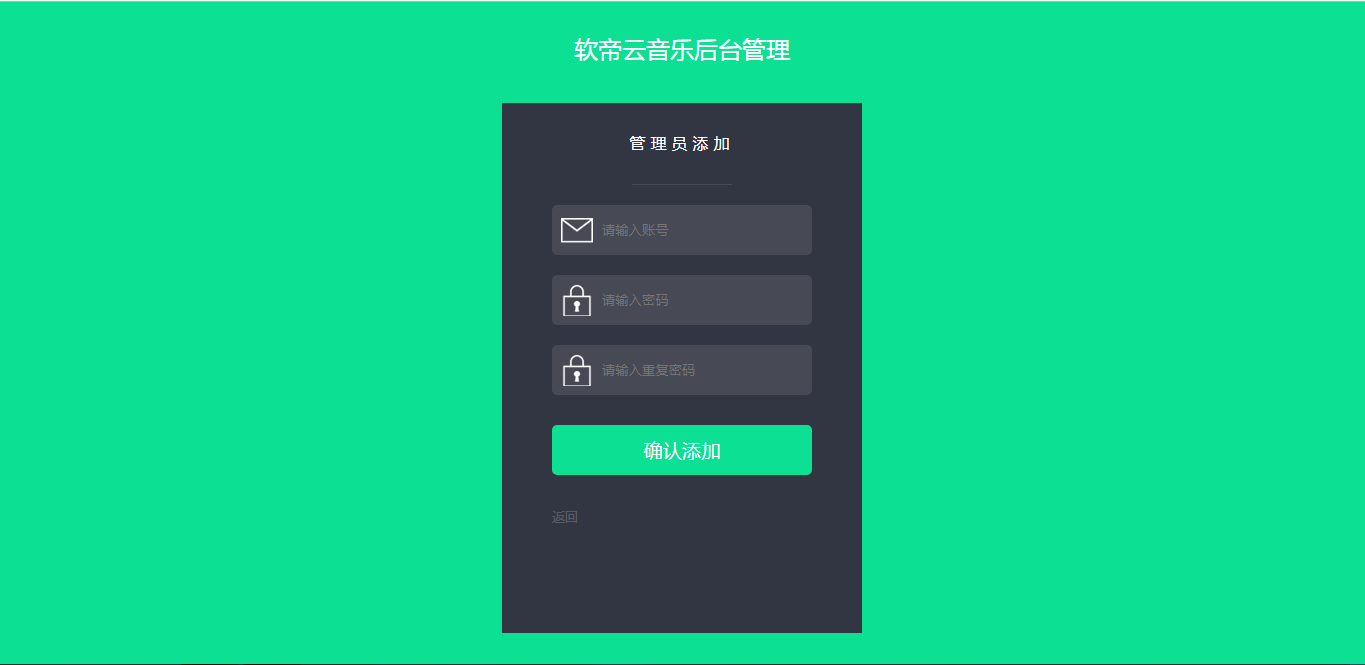 软帝云音乐后台管理
管理员添加
请输入账号
请输入密码
请输入重复密码
确认添加
返回